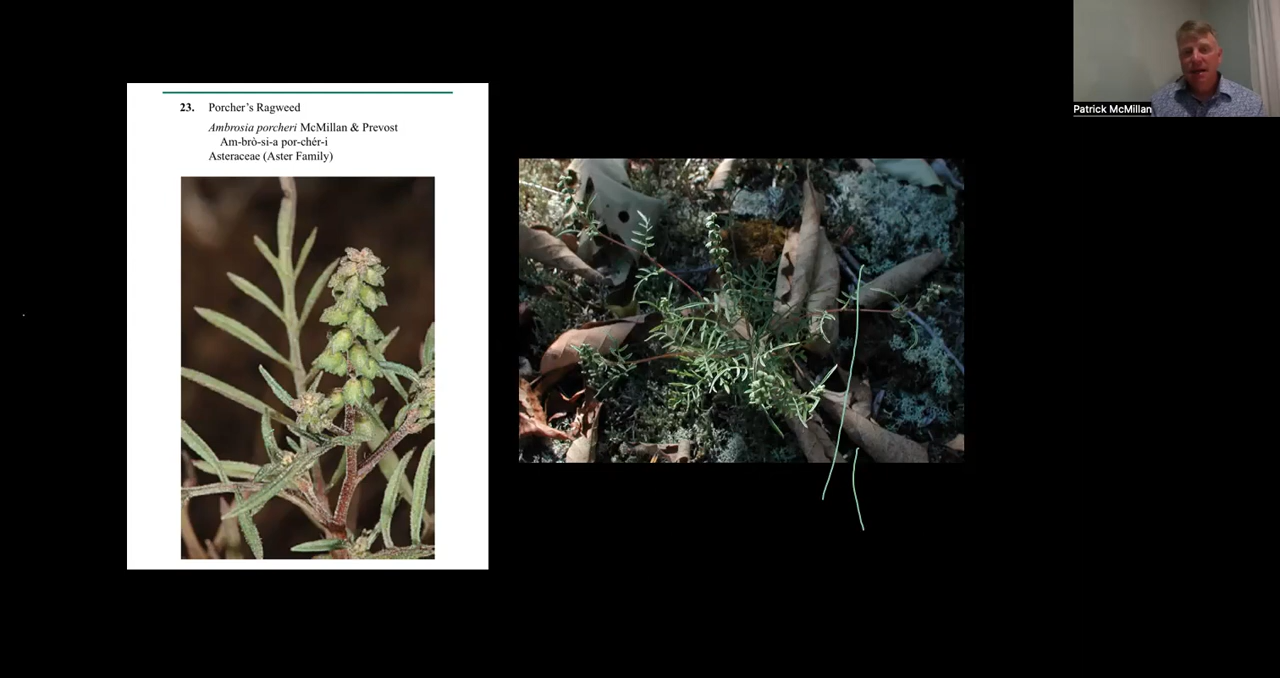 23. Porcher's Ragweed
Ambrosia porcheri McMillan & Prevost
Am-brò-si-a por-chér-i
Asteraceae (Aster Family)
Patrick McMillan